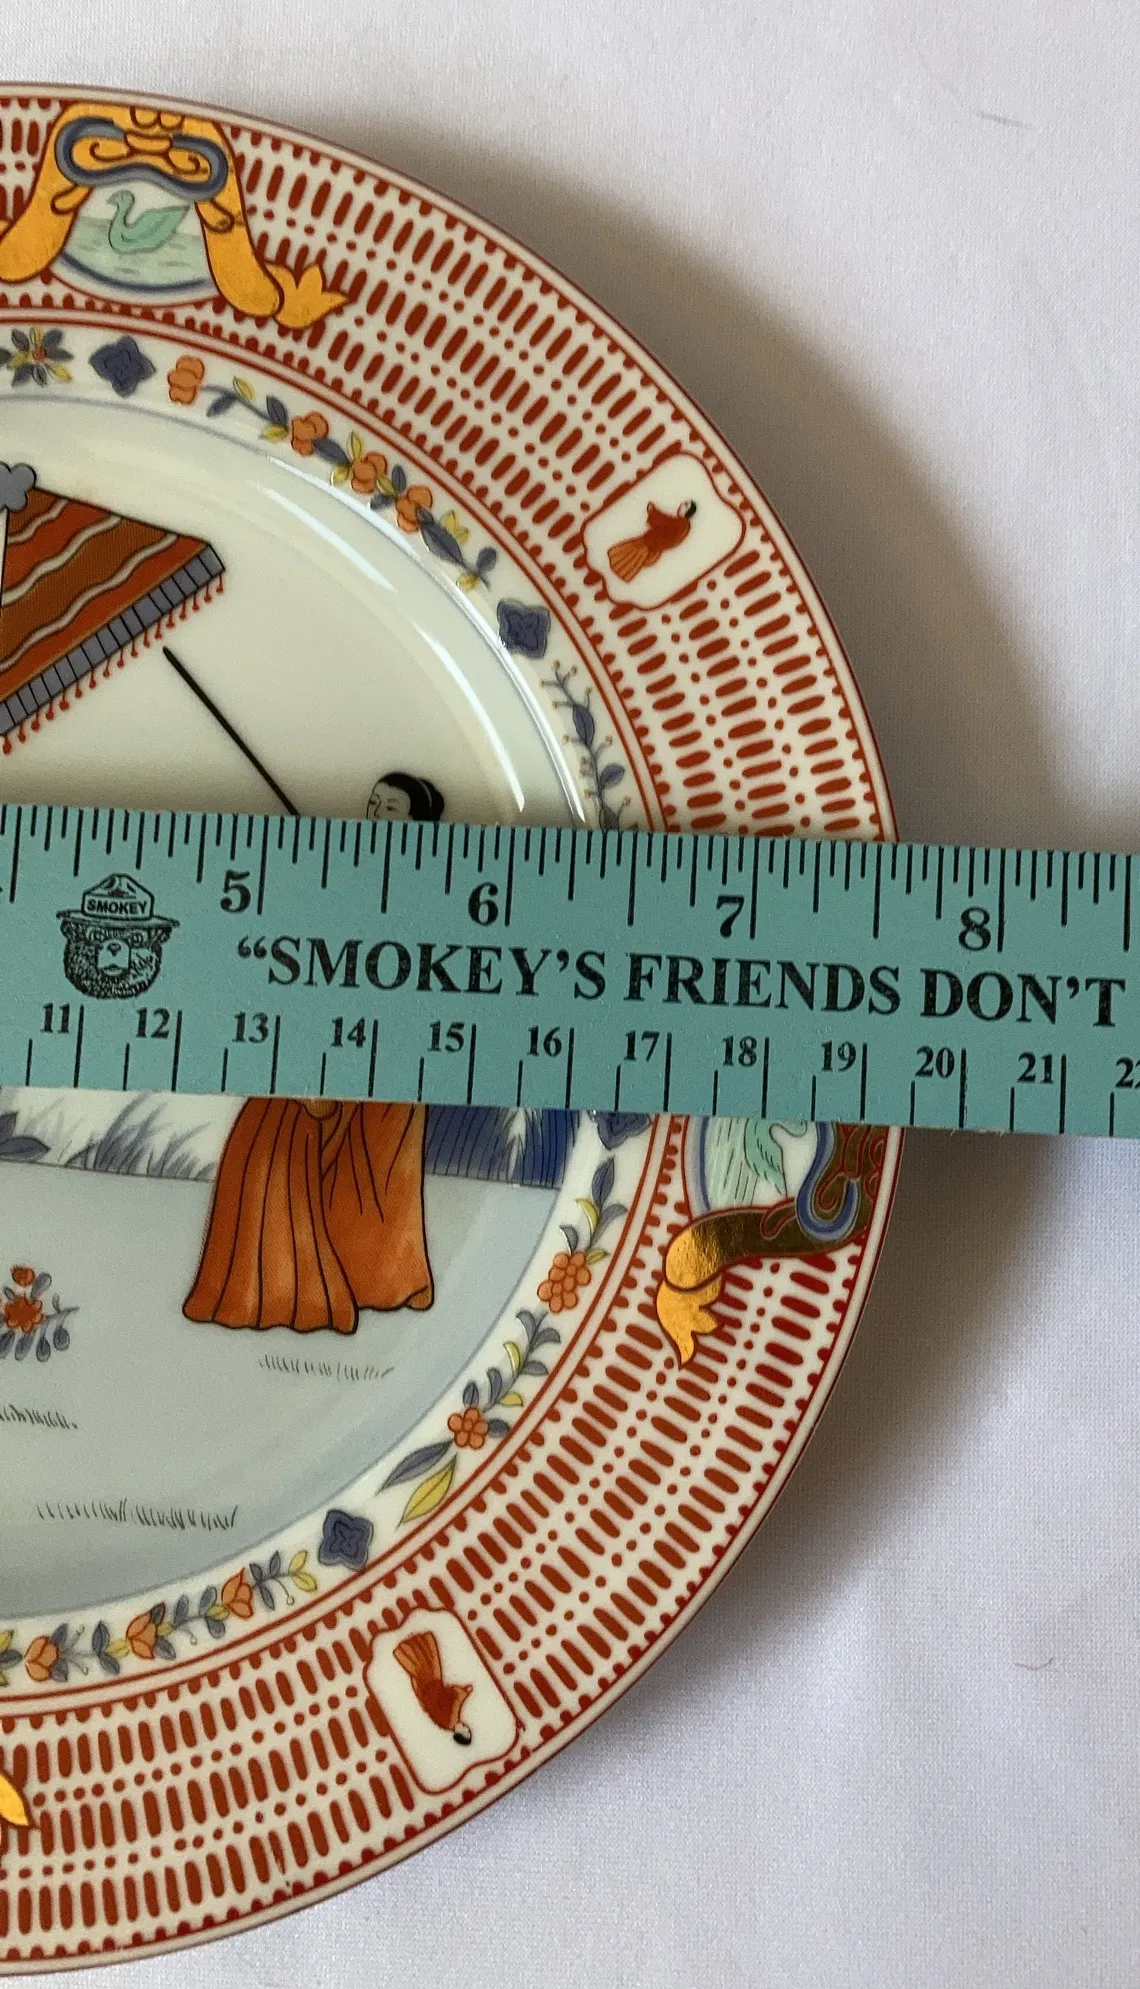 SMOKEY
5 6 7 8
“SMOKEY’S FRIENDS DON’T
11 12 13 14 15 16 17 18 19 20 21 22